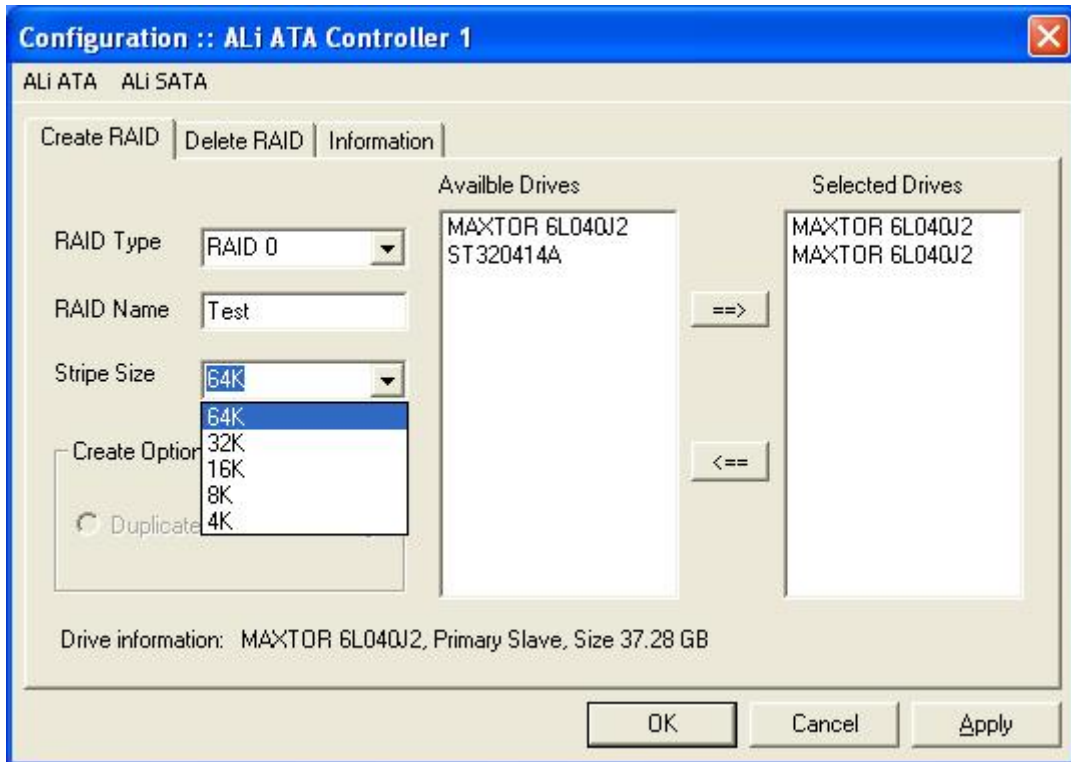 Configuration :: ALi ATA Controller 1
ALi ATA ALi SATA
Create RAID Delete RAID Information
Availble Drives
Selected Drives
RAID Type
RAID 0
RAID Name
Test
Stripe Size
64K
64K
32K
16K
8K
4K
Create Option
Duplicate
MAXTOR 6L040J2
ST320414A
==>
<==
MAXTOR 6L040J2
MAXTOR 6L040J2
Drive information: MAXTOR 6L040J2, Primary Slave, Size 37.28 GB
OK Cancel Apply